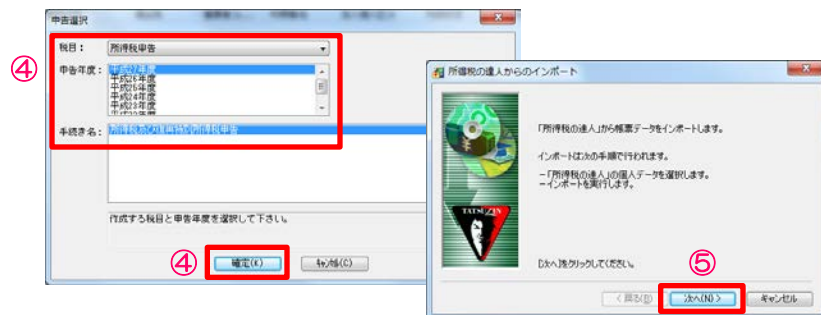 申告選択
④
税目：
所得税申告
申告年度：
平成27年度
平成26年度
平成25年度
平成24年度
平成23年度
手続き名：
所得税及び復興特別所得税申告
作成する税目と申告年度を選択して下さい。
④
確定(K)
ｷｬﾝｾﾙ(C)
所得税の達人からのインポート
「所得税の達人」から帳票データをインポートします。
インポートは次の手順で行われます。
－「所得税の達人」の個人データを選択します。
－インポートを実行します。
TATSUZIN
[次へ]をクリックしてください。
⑤
< 戻る(B)
次へ(N) >
キャンセル